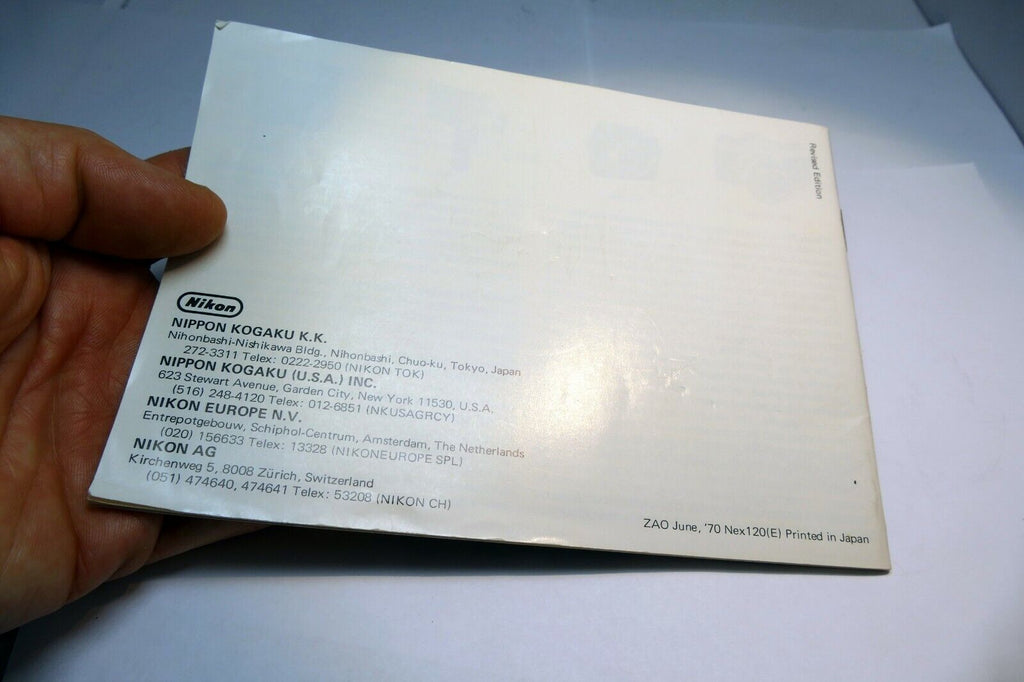 Revised Edition
Nikon
NIPPON KOGAKU K.K.
Nihonbashi-Nishikawa Bldg., Nihonbashi, Chuo-ku, Tokyo, Japan
272-3311 Telex: 0222-2950 (NIKON TOK)
NIPPON KOGAKU (U.S.A.) INC.
623 Stewart Avenue, Garden City, New York 11530, U.S.A.
(516) 248-4120 Telex: 012-6851 (NKUSAGRCY)
NIKON EUROPE N.V.
Entrepotgebouw, Schiphol-Centrum, Amsterdam, The Netherlands
(020) 156633 Telex: 13328 (NIKONEUROPE SPL)
NIKON AG
Kirchenweg 5, 8008 Zürich, Switzerland
(051) 474640, 474641 Telex: 53208 (NIKON CH)
ZAO June, '70 Nex120(E) Printed in Japan